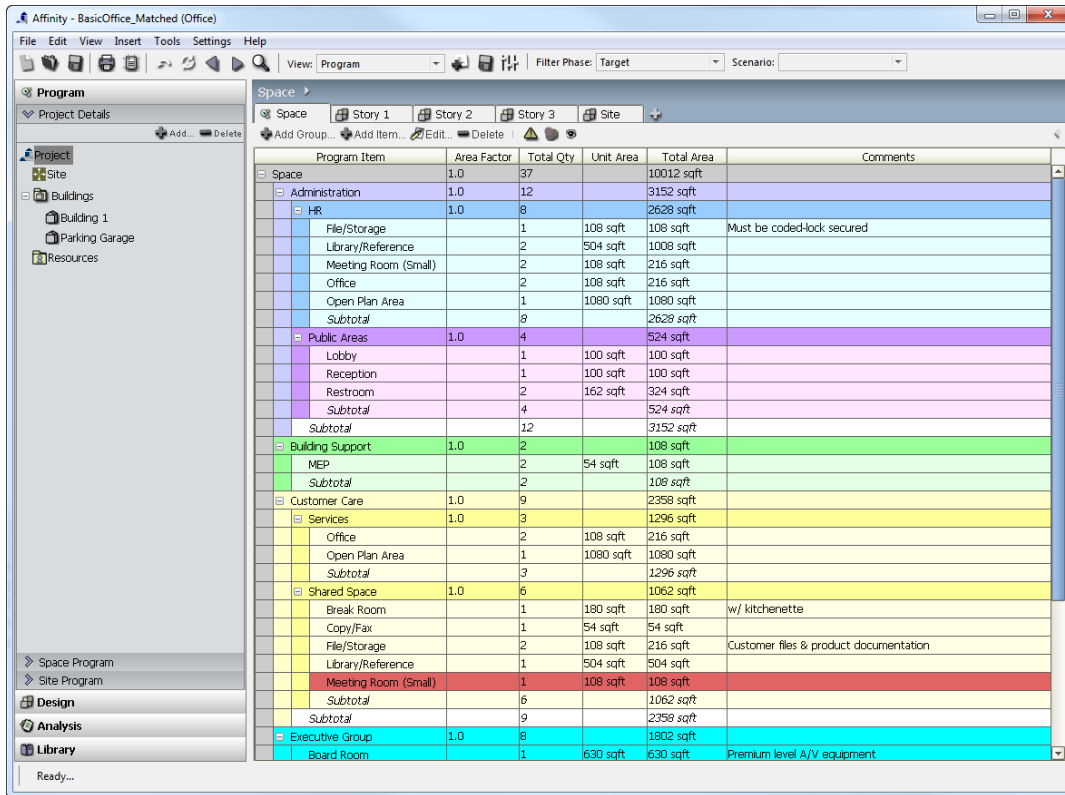 Affinity - BasicOffice_Matched (Office)
File Edit View Insert Tools Settings Help
View: Program Filter Phase: Target Scenario:
Program
Project Details
Add... Delete
Project
Site
Buildings
Building 1
Parking Garage
Resources
Space Program
Site Program
Design
Analysis
Library
Space
Space Story 1 Story 2 Story 3 Site
Add Group... Add Item... Edit... Delete
Program Item Area Factor Total Qty Unit Area Total Area Comments
Space 1.0 37 10012 sqft
Administration 1.0 12 3152 sqft
HR 1.0 8 2628 sqft
File/Storage 1 108 sqft 108 sqft Must be coded-lock secured
Library/Reference 2 504 sqft 1008 sqft
Meeting Room (Small) 2 108 sqft 216 sqft
Office 2 108 sqft 216 sqft
Open Plan Area 1 1080 sqft 1080 sqft
Subtotal 8 2628 sqft
Public Areas 1.0 4 524 sqft
Lobby 1 100 sqft 100 sqft
Reception 1 100 sqft 100 sqft
Restroom 2 162 sqft 324 sqft
Subtotal 4 524 sqft
Subtotal 12 3152 sqft
Building Support 1.0 2 108 sqft
MEP 2 54 sqft 108 sqft
Subtotal 2 108 sqft
Customer Care 1.0 9 2358 sqft
Services 1.0 3 1296 sqft
Office 2 108 sqft 216 sqft
Open Plan Area 1 1080 sqft 1080 sqft
Subtotal 3 1296 sqft
Shared Space 1.0 6 1062 sqft
Break Room 1 180 sqft 180 sqft w/ kitchenette
Copy/Fax 1 54 sqft 54 sqft
File/Storage 2 108 sqft 216 sqft Customer files & product documentation
Library/Reference 1 504 sqft 504 sqft
Meeting Room (Small) 1 108 sqft 108 sqft
Subtotal 6 1062 sqft
Subtotal 9 2358 sqft
Executive Group 1.0 8 1802 sqft
Board Room 1 630 sqft 630 sqft Premium level A/V equipment
Ready...